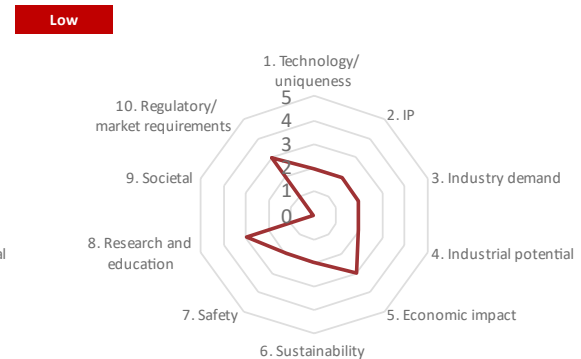 Low
1. Technology/
uniqueness
10. Regulatory/
market requirements
2. IP
5
4
3
2
1
0
9. Societal
3. Industry demand
8. Research and
education
4. Industrial potential
al
7. Safety
5. Economic impact
6. Sustainability